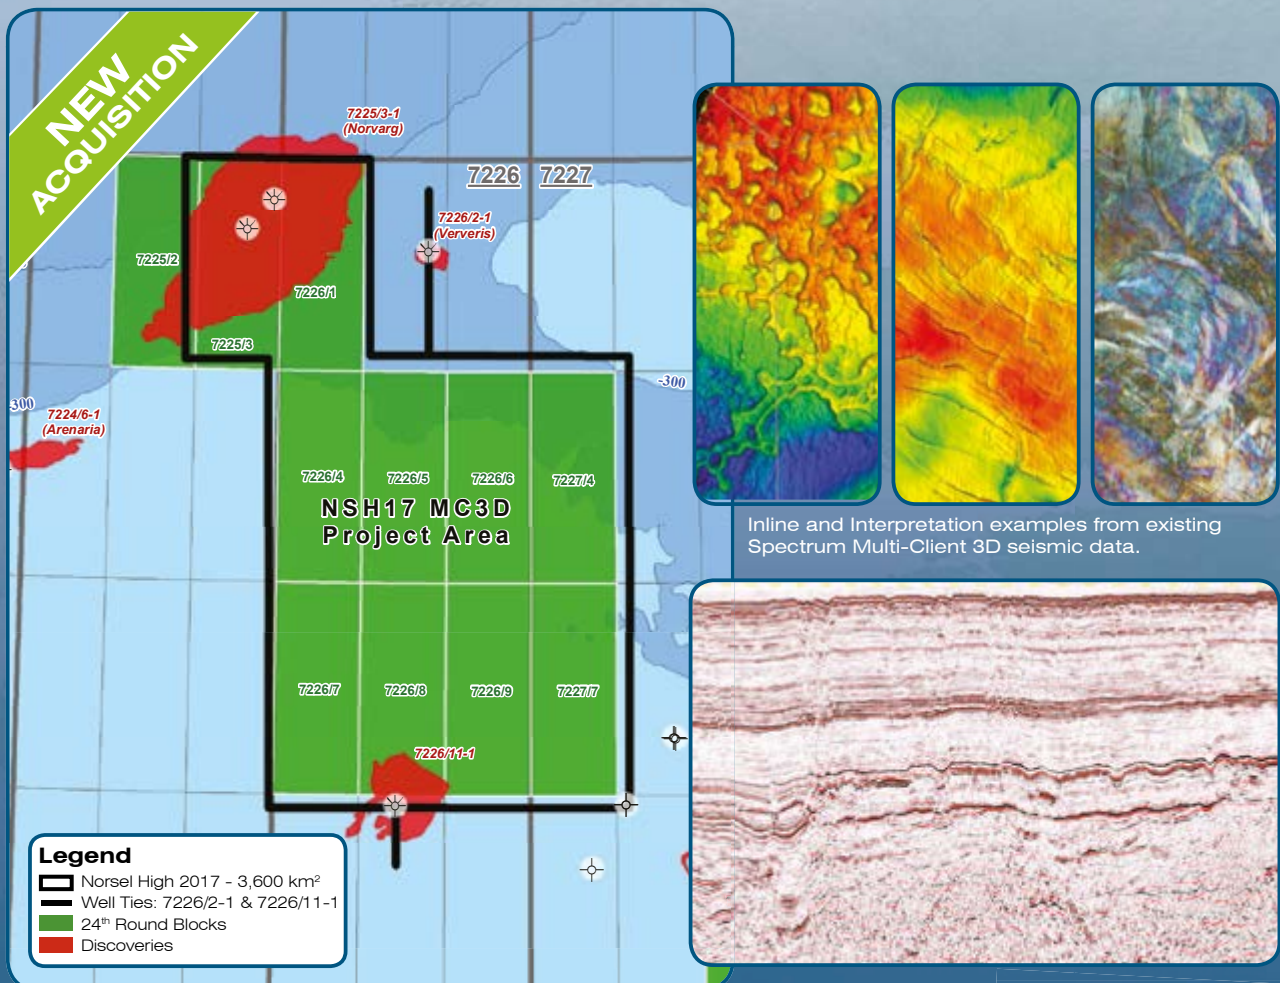 NEW
ACQUISITION
7225/3-1
(Norvarg)
7226 7227
7226/2-1
(Ververis)
7225/2
7226/1
7225/3
-300
-300
7224/6-1
(Arenaria)
7226/4 7226/5 7226/6 7227/4
NSH17 MC3D
Project Area
7226/7 7226/8 7226/9 7227/7
7226/11-1
Legend
Norsel High 2017 - 3,600 km²
Well Ties: 7226/2-1 & 7226/11-1
24th Round Blocks
Discoveries
Inline and Interpretation examples from existing
Spectrum Multi-Client 3D seismic data.